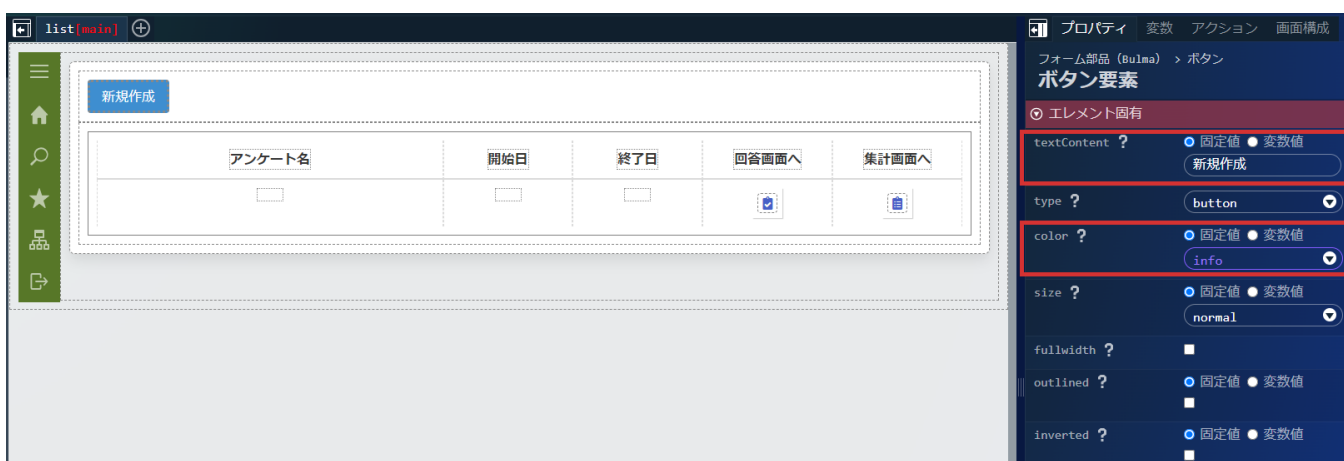 list[main]
新規作成
アンケート名 開始日 終了日 回答画面へ 集計画面へ
プロパティ 変数 アクション 画面構成
フォーム部品 (Bulma) > ボタン
ボタン要素
エレメント固有
textContent ? 固定値 変数値
新規作成
type ? button
color ? 固定値 変数値
info
size ? 固定値 変数値
normal
fullwidth ?
outlined ? 固定値 変数値
inverted ? 固定値 変数値